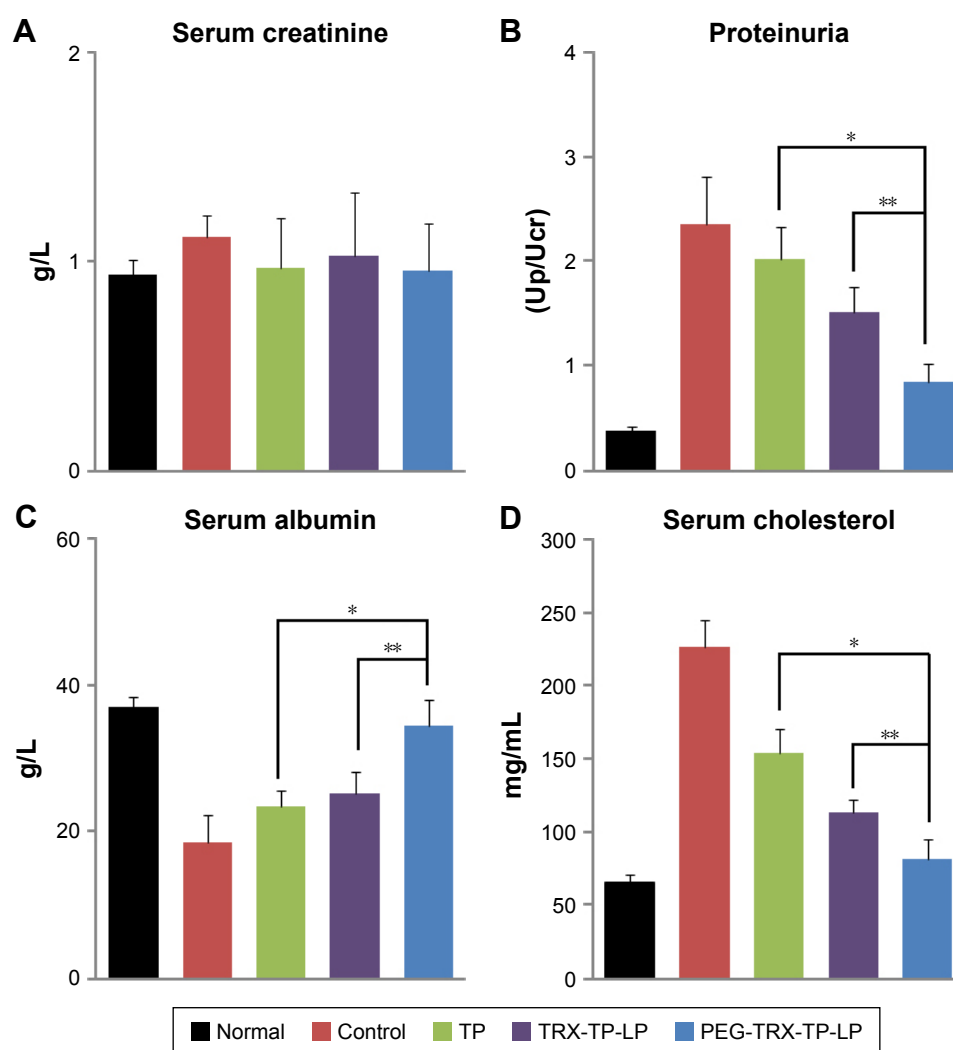 A Serum creatinine
2
1
0
g/L
B Proteinuria
4
3
2
1
0
(Up/Ucr)
*
**
C Serum albumin
60
40
20
0
g/L
*
**
D Serum cholesterol
300
250
200
150
100
50
0
mg/mL
*
**
Normal Control TP TRX-TP-LP PEG-TRX-TP-LP